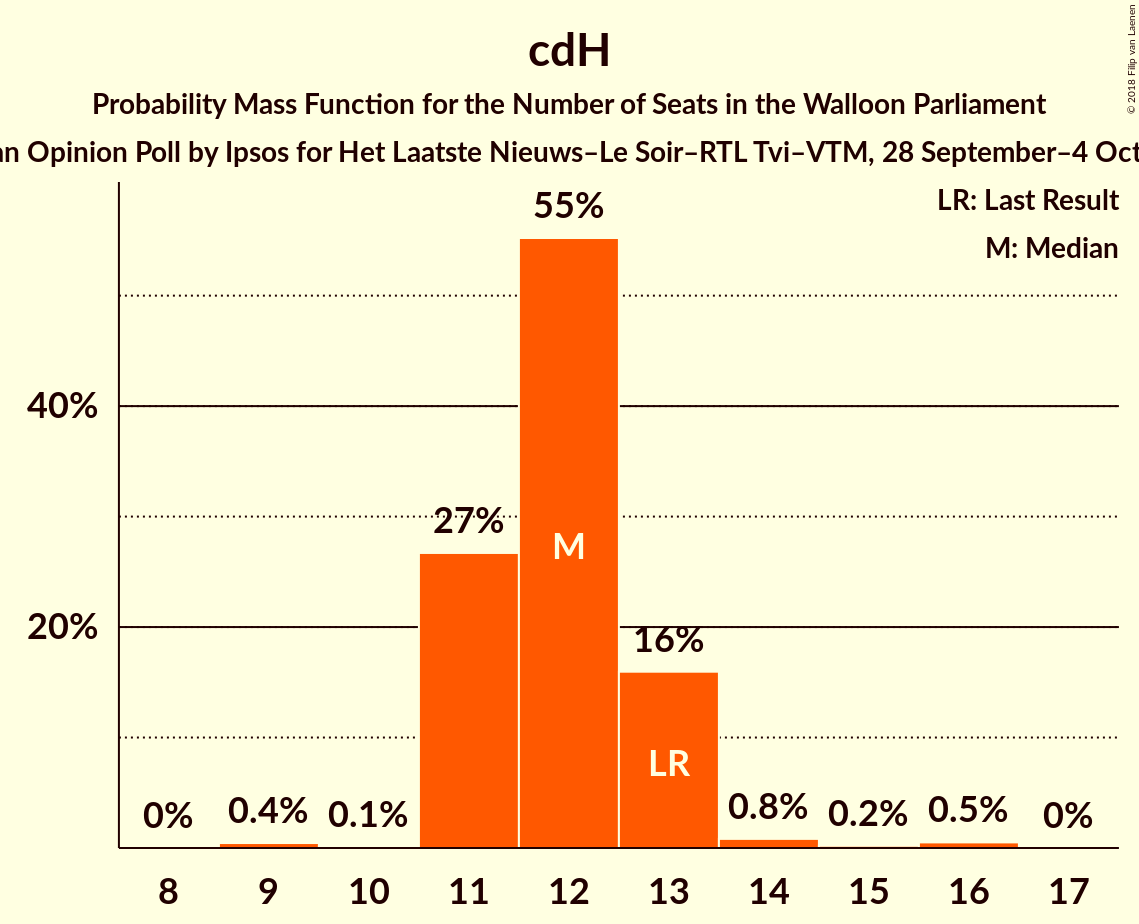 cdH
Probability Mass Function for the Number of Seats in the Walloon Parliament
Opinion Poll by Ipsos for Het Laatste Nieuws–Le Soir–RTL Tvi–VTM, 28 September–4
© 2018 Filip van Laenen
LR: Last Result
M: Median
55%
40%
27%
M
20%
16%
LR
0% 0.4% 0.1% 0.8% 0.2% 0.5% 0%
8 9 10 11 12 13 14 15 16 17